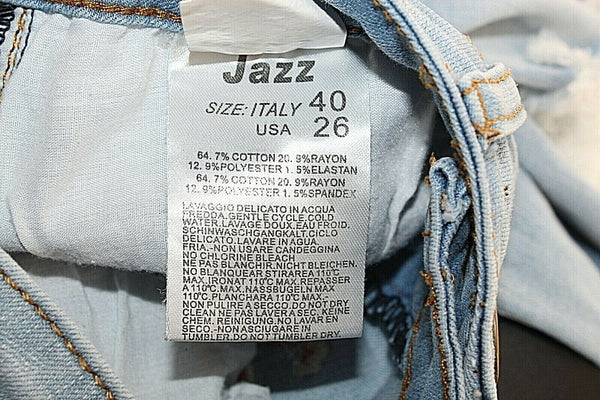 Jazz
SIZE: ITALY 40
USA 26
64. 7%COTTON 20. 9%RAYON
12. 9%POLYESTER 1. 5%ELASTAN
64. 7%COTTON 20. 9%RAYON
12. 9%POLYESTER 1. 5%SPANDEX
LAVAGGIO DELICATO IN ACQUA
FREDDA. GENTLE CYCLE. COLD
WATER. LAVAGE DOUX. EAU FROID.
SCHINWASCHGANGKALT. CICLO
DELICATO. LAVARE IN AGUA.
FRIA.-NON USARE CANDEGGINA
NO CHLORINE BLEACH
NE PAS BLANCHIR. NICHT BLEICHEN.
NO BLANQUEAR STIRAREA 110°C
MAX. IRONAT 110°C MAX. REPASSAGE
A 110°C MAX. NASSBUGELN MAX
110°C. PLANCHARA 110°C MAX-
NON PULIRE A SECCO. DO NOT DRY
CLEAN NE PAS LAVER A SEC. KEINE
CHEM. REINIGUNG. NO LAVAR EN
SECO.-NON ASCIUGARE IN
TUMBLER. DO NOT TUMBLE DRY